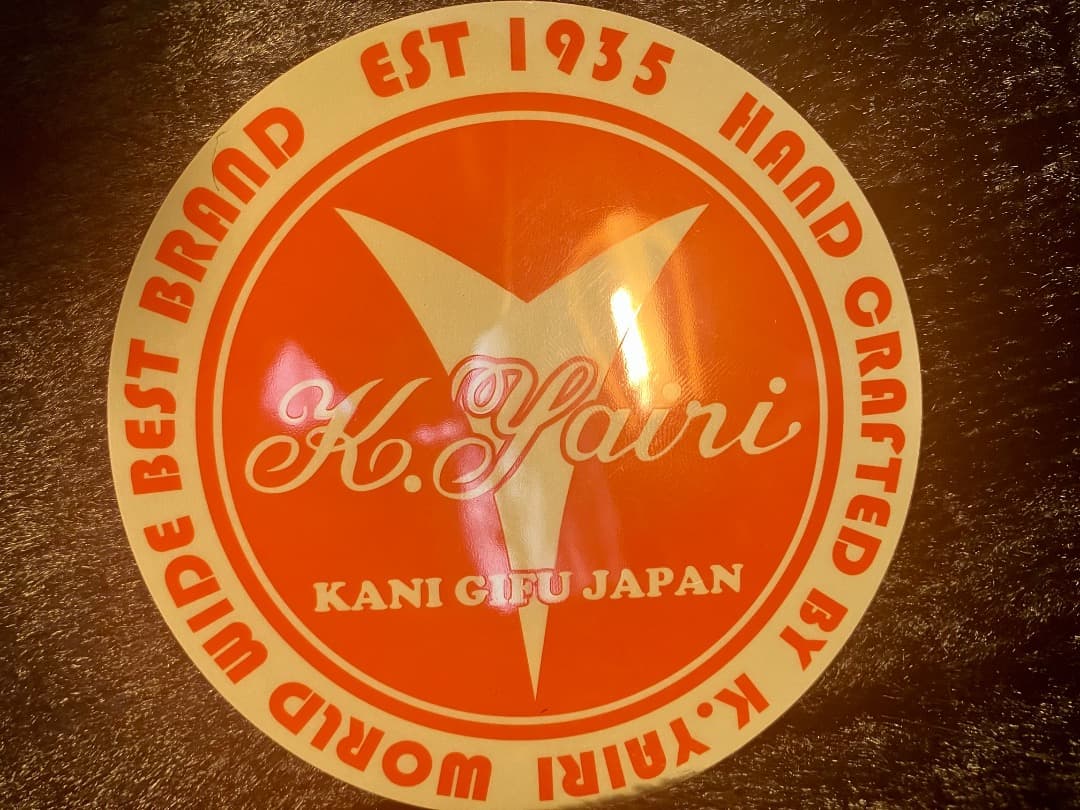 EST 1935
HAND CRAFTED BY K.YAIRI
WORLD WIDE BEST BRAND
K.Yairi
KANI GIFU JAPAN